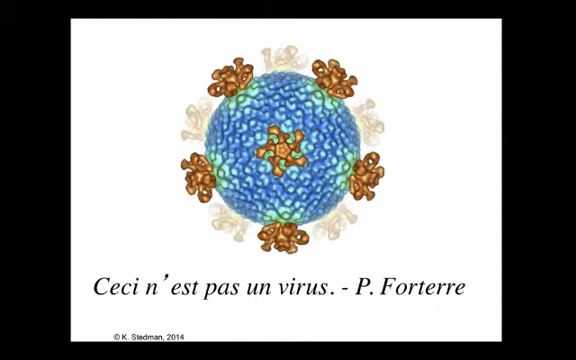 Ceci n’est pas un virus. - P. Forterre
© K. Stedman, 2014